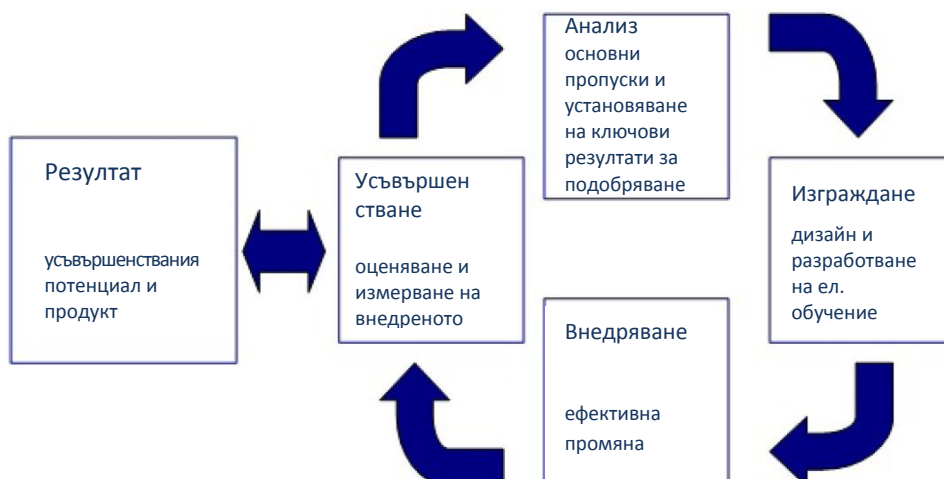 Анализ
основни
пропуски и
установяване
на ключови
резултати за
подобряване
Резултат
усъвършенствания
потенциал и
продукт
Усъвършен
стване
оценяване и
измерване на
внедреното
Изграждане
дизайн и
разработване
на ел.
обучение
Внедряване
ефективна
промяна